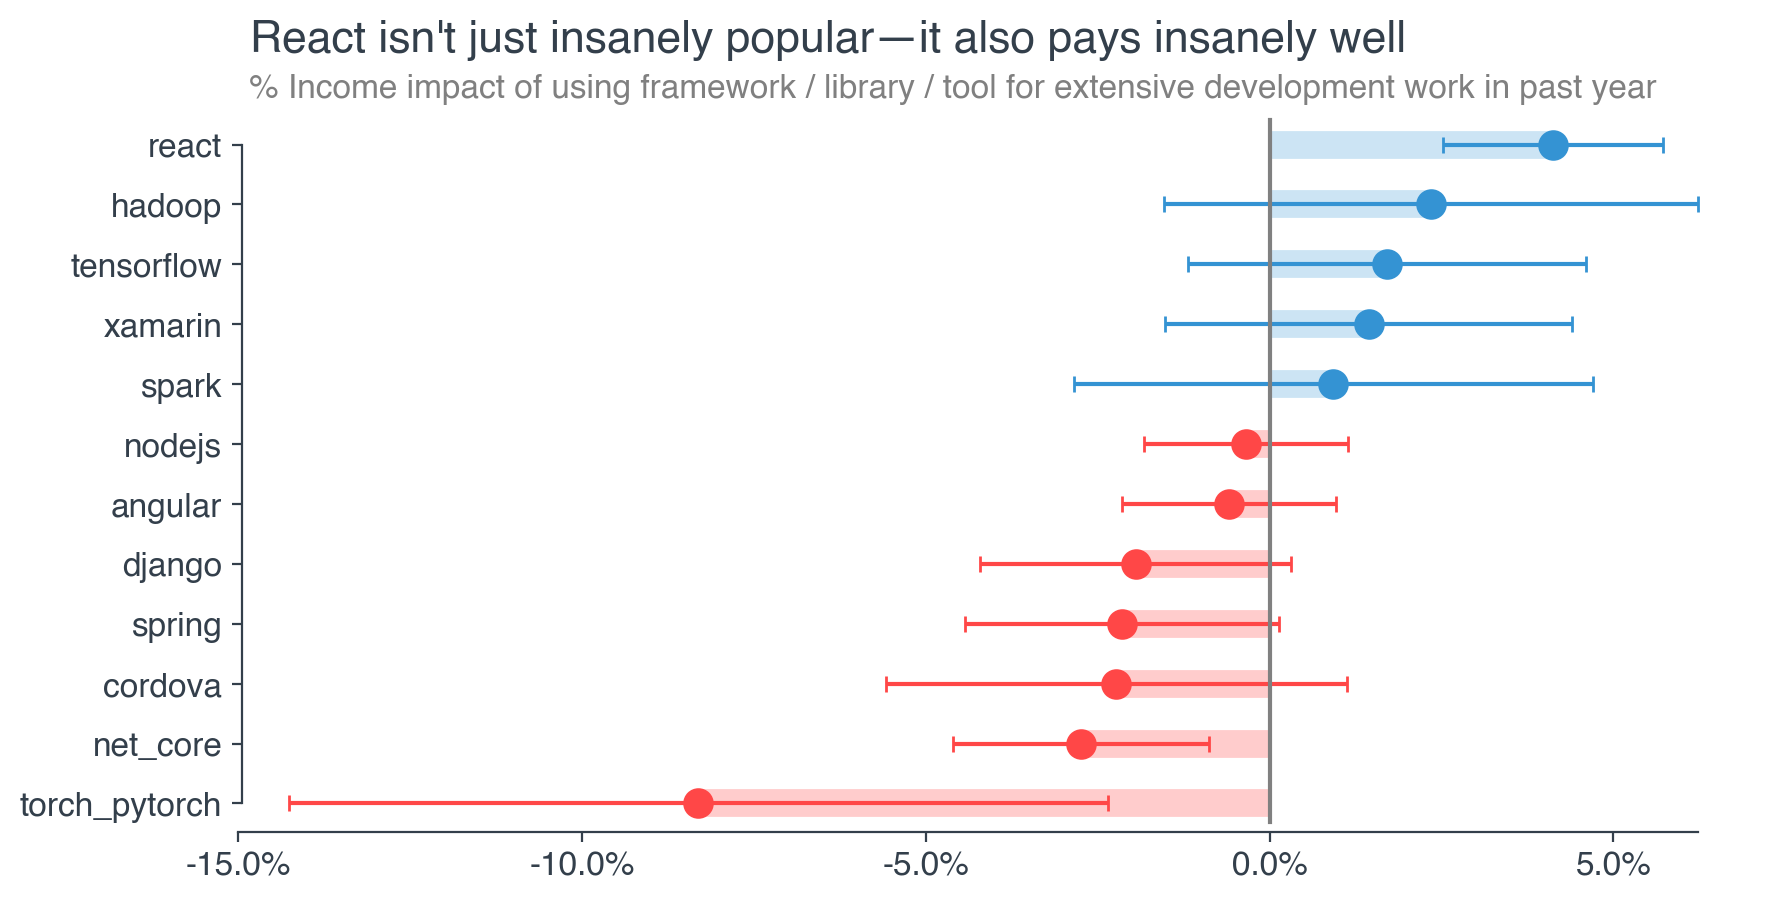 React isn't just insanely popular—it also pays insanely well
% Income impact of using framework / library / tool for extensive development work in past year
react
hadoop
tensorflow
xamarin
spark
nodejs
angular
django
spring
cordova
net_core
torch_pytorch
-15.0% -10.0% -5.0% 0.0% 5.0%